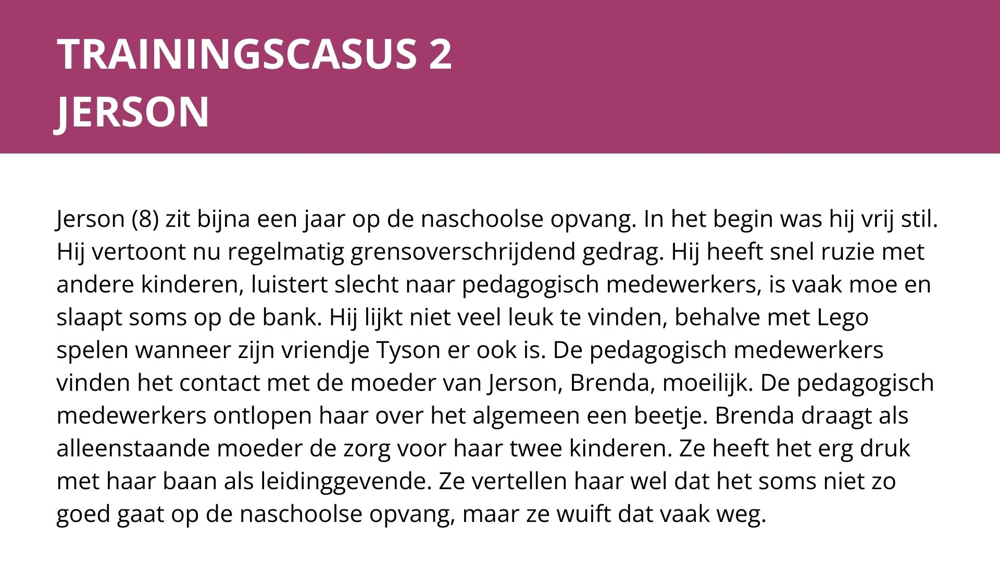 TRAININGSCASUS 2
JERSON
Jerson (8) zit bijna een jaar op de naschoolse opvang. In het begin was hij vrij stil.
Hij vertoont nu regelmatig grensoverschrijdend gedrag. Hij heeft snel ruzie met
andere kinderen, luistert slecht naar pedagogisch medewerkers, is vaak moe en
slaapt soms op de bank. Hij lijkt niet veel leuk te vinden, behalve met Lego
spelen wanneer zijn vriendje Tyson er ook is. De pedagogisch medewerkers
vinden het contact met de moeder van Jerson, Brenda, moeilijk. De pedagogisch
medewerkers ontlopen haar over het algemeen een beetje. Brenda draagt als
alleenstaande moeder de zorg voor haar twee kinderen. Ze heeft het erg druk
met haar baan als leidinggevende. Ze vertellen haar wel dat het soms niet zo
goed gaat op de naschoolse opvang, maar ze wuift dat vaak weg.